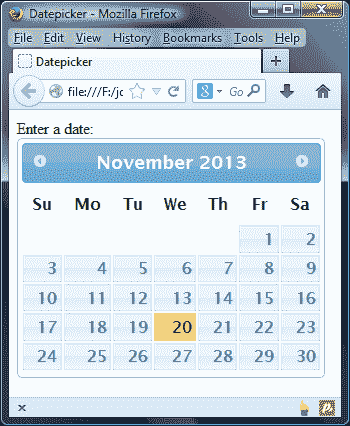 Datepicker - Mozilla Firefox
File Edit View History Bookmarks Tools Help
Datepicker
file:///F:/jc Go
Enter a date:
November 2013
Su Mo Tu We Th Fr Sa
1 2
3 4 5 6 7 8 9
10 11 12 13 14 15 16
17 18 19 20 21 22 23
24 25 26 27 28 29 30